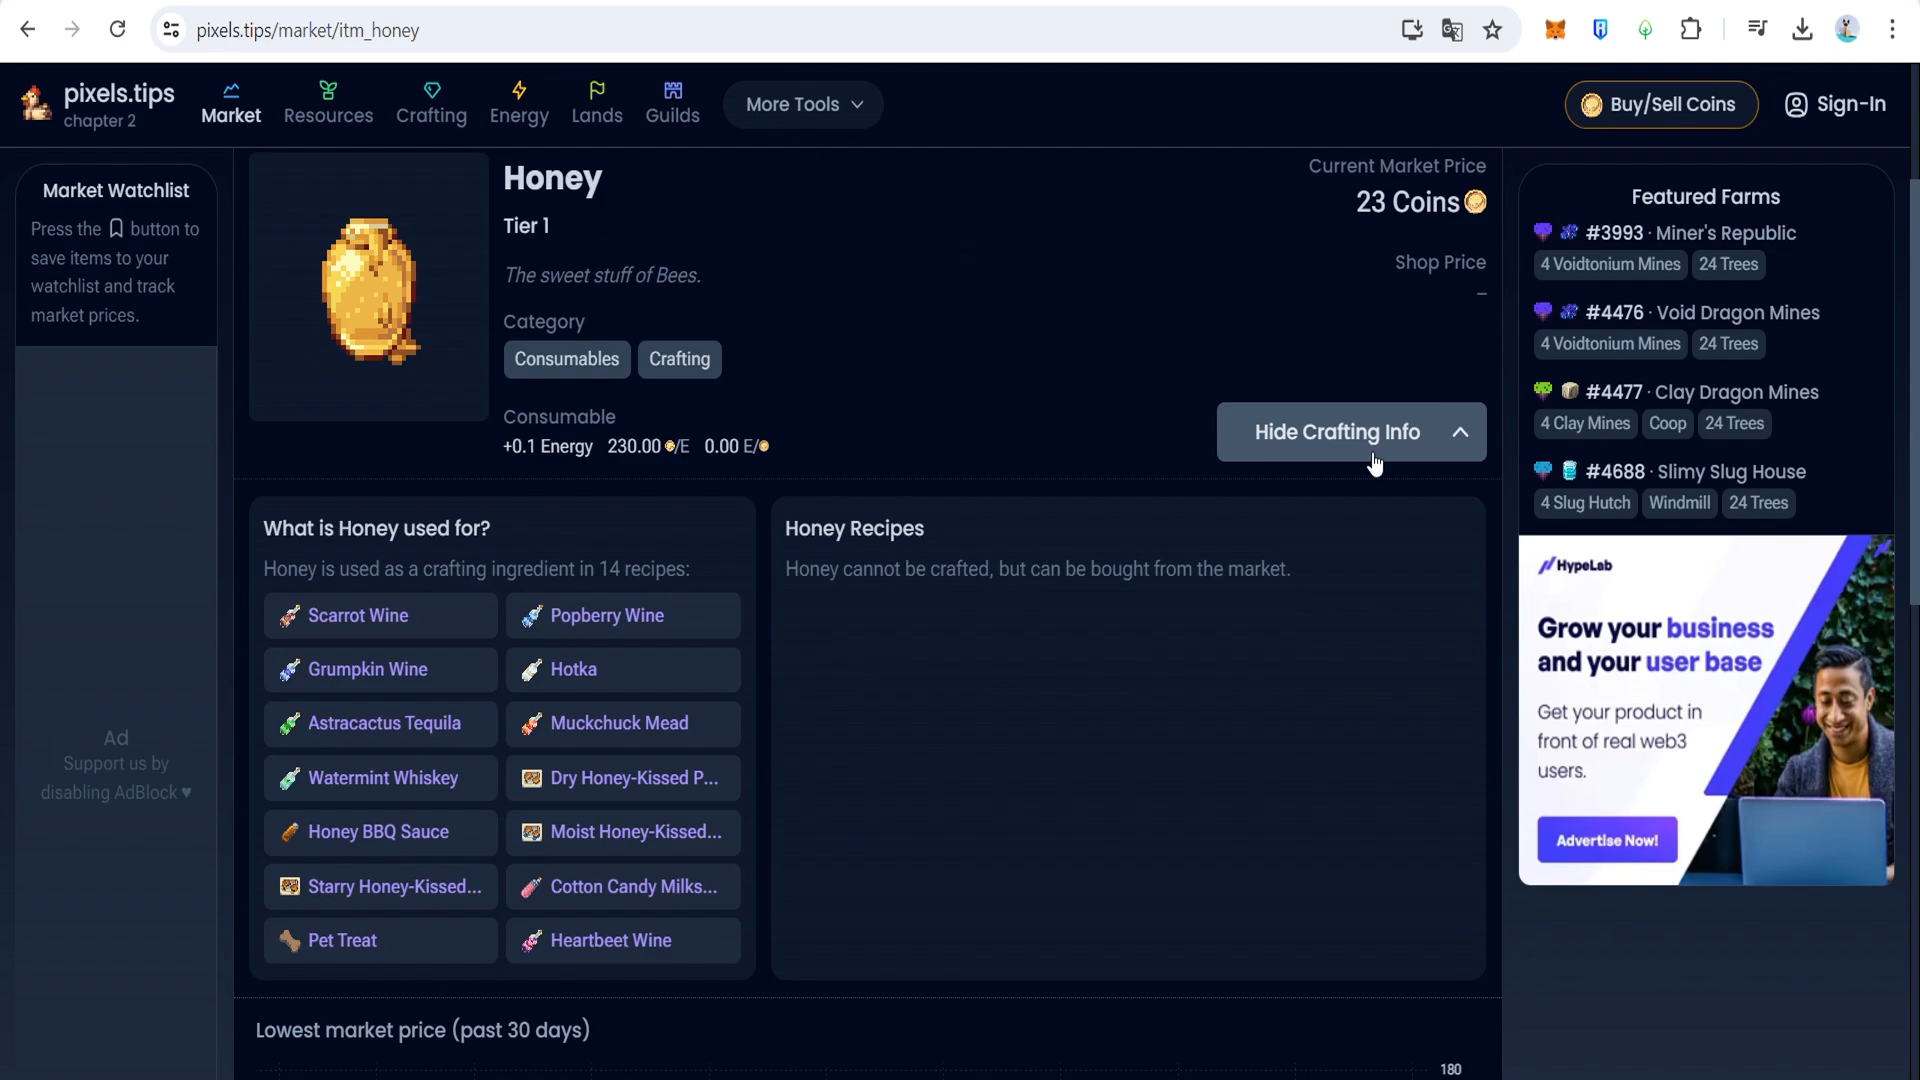 pixels.tips/market/itm_honey
pixels.tips
chapter 2
Market
Resources
Crafting
Energy
Lands
Guilds
More Tools
Buy/Sell Coins
Sign-In
Market Watchlist
Press the button to
save items to your
watchlist and track
market prices.
Ad
Support us by
disabling AdBlock ♥
Honey
Tier 1
The sweet stuff of Bees.
Category
Consumables
Crafting
Consumable
+0.1 Energy 230.00 /E 0.00 E/
Current Market Price
23 Coins
Shop Price
–
Hide Crafting Info
What is Honey used for?
Honey is used as a crafting ingredient in 14 recipes:
Scarrot Wine
Popberry Wine
Grumpkin Wine
Hotka
Astracactus Tequila
Muckchuck Mead
Watermint Whiskey
Dry Honey-Kissed P...
Honey BBQ Sauce
Moist Honey-Kissed...
Starry Honey-Kissed...
Cotton Candy Milks...
Pet Treat
Heartbeet Wine
Honey Recipes
Honey cannot be crafted, but can be bought from the market.
Lowest market price (past 30 days)
180
Featured Farms
#3993 · Miner's Republic
4 Voidtonium Mines
24 Trees
#4476 · Void Dragon Mines
4 Voidtonium Mines
24 Trees
#4477 · Clay Dragon Mines
4 Clay Mines
Coop
24 Trees
#4688 · Slimy Slug House
4 Slug Hutch
Windmill
24 Trees
HypeLab
Grow your business
and your user base
Get your product in
front of real web3
users.
Advertise Now!